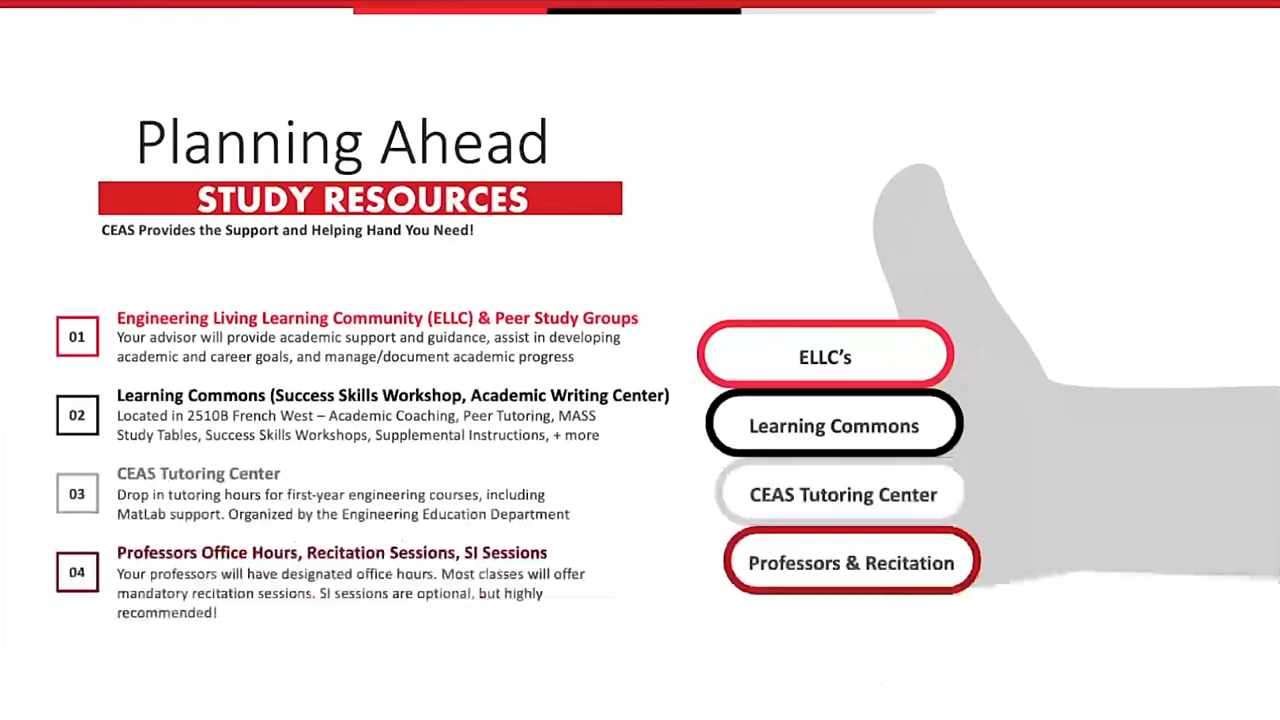 Planning Ahead
STUDY RESOURCES
CEAS Provides the Support and Helping Hand You Need!
01
Engineering Living Learning Community (ELLC) & Peer Study Groups
Your advisor will provide academic support and guidance, assist in developing
academic and career goals, and manage/document academic progress
02
Learning Commons (Success Skills Workshop, Academic Writing Center)
Located in 2510B French West – Academic Coaching, Peer Tutoring, MASS
Study Tables, Success Skills Workshops, Supplemental Instructions, + more
03
CEAS Tutoring Center
Drop in tutoring hours for first-year engineering courses, including
MatLab support. Organized by the Engineering Education Department
04
Professors Office Hours, Recitation Sessions, SI Sessions
Your professors will have designated office hours. Most classes will offer
mandatory recitation sessions. SI sessions are optional, but highly
recommended!
ELLC’s
Learning Commons
CEAS Tutoring Center
Professors & Recitation